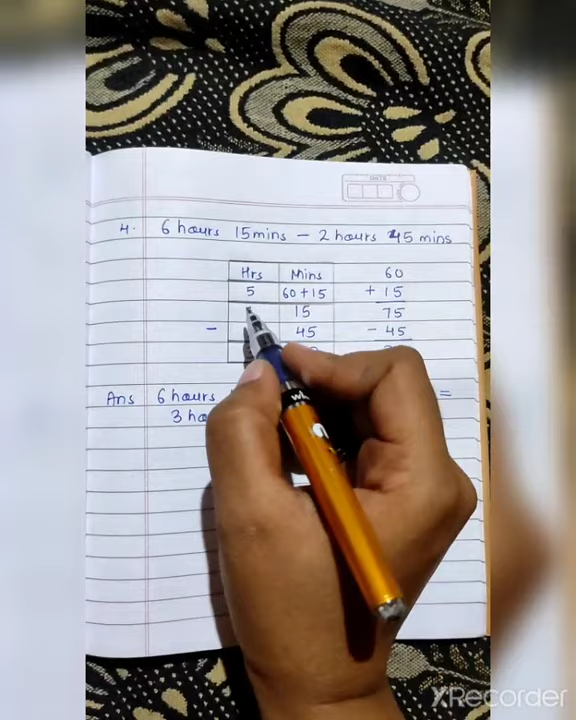 DATE
4. 6 hours 15 mins - 2 hours 45 mins
Hrs Mins 60
5 60+15 + 15
15 75
- 45 - 45
Ans 6 hours =
3 ho
XRecorder